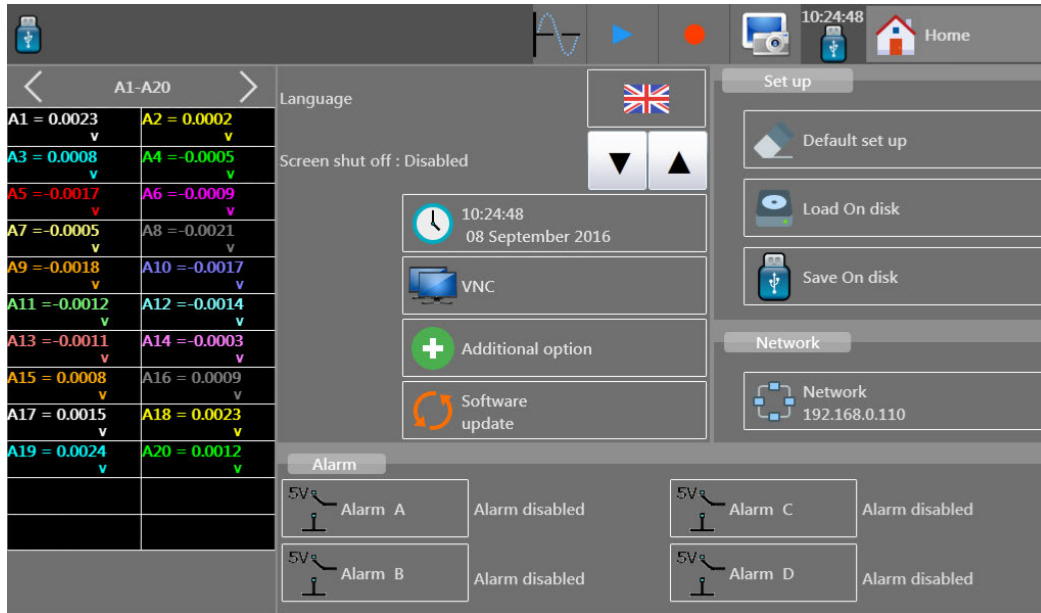 10:24:48
Home
A1-A20
A1 = 0.0023
V
A2 = 0.0002
V
A3 = 0.0008
V
A4 =-0.0005
V
A5 =-0.0017
V
A6 =-0.0009
V
A7 =-0.0005
V
A8 =-0.0021
V
A9 =-0.0018
V
A10 =-0.0017
V
A11 =-0.0012
V
A12 =-0.0014
V
A13 =-0.0011
V
A14 =-0.0003
V
A15 = 0.0008
V
A16 = 0.0009
V
A17 = 0.0015
V
A18 = 0.0023
V
A19 = 0.0024
V
A20 = 0.0012
V
Language
Screen shut off : Disabled
10:24:48
08 September 2016
VNC
Additional option
Software
update
Set up
Default set up
Load On disk
Save On disk
Network
Network
192.168.0.110
Alarm
5V
Alarm A
Alarm disabled
5V
Alarm C
Alarm disabled
5V
Alarm B
Alarm disabled
5V
Alarm D
Alarm disabled